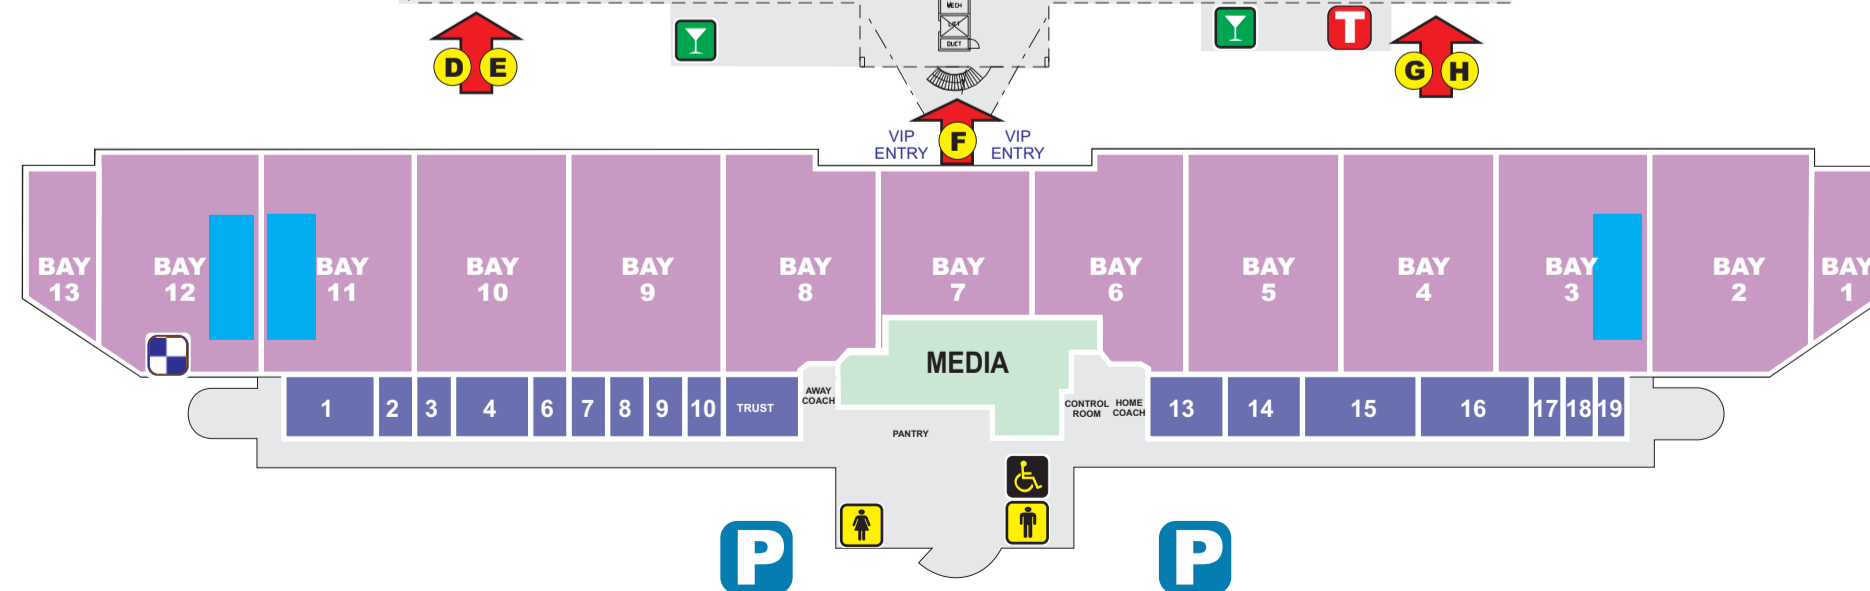 MECH
LIFT
DUCT
T
D E
G H
VIP
ENTRY
F
VIP
ENTRY
BAY
13
BAY
12
BAY
11
BAY
10
BAY
9
BAY
8
BAY
7
BAY
6
BAY
5
BAY
4
BAY
3
BAY
2
BAY
1
MEDIA
1
2
3
4
6
7
8
9
10
TRUST
AWAY
COACH
PANTRY
CONTROL
ROOM
HOME
COACH
13
14
15
16
17
18
19
P
P